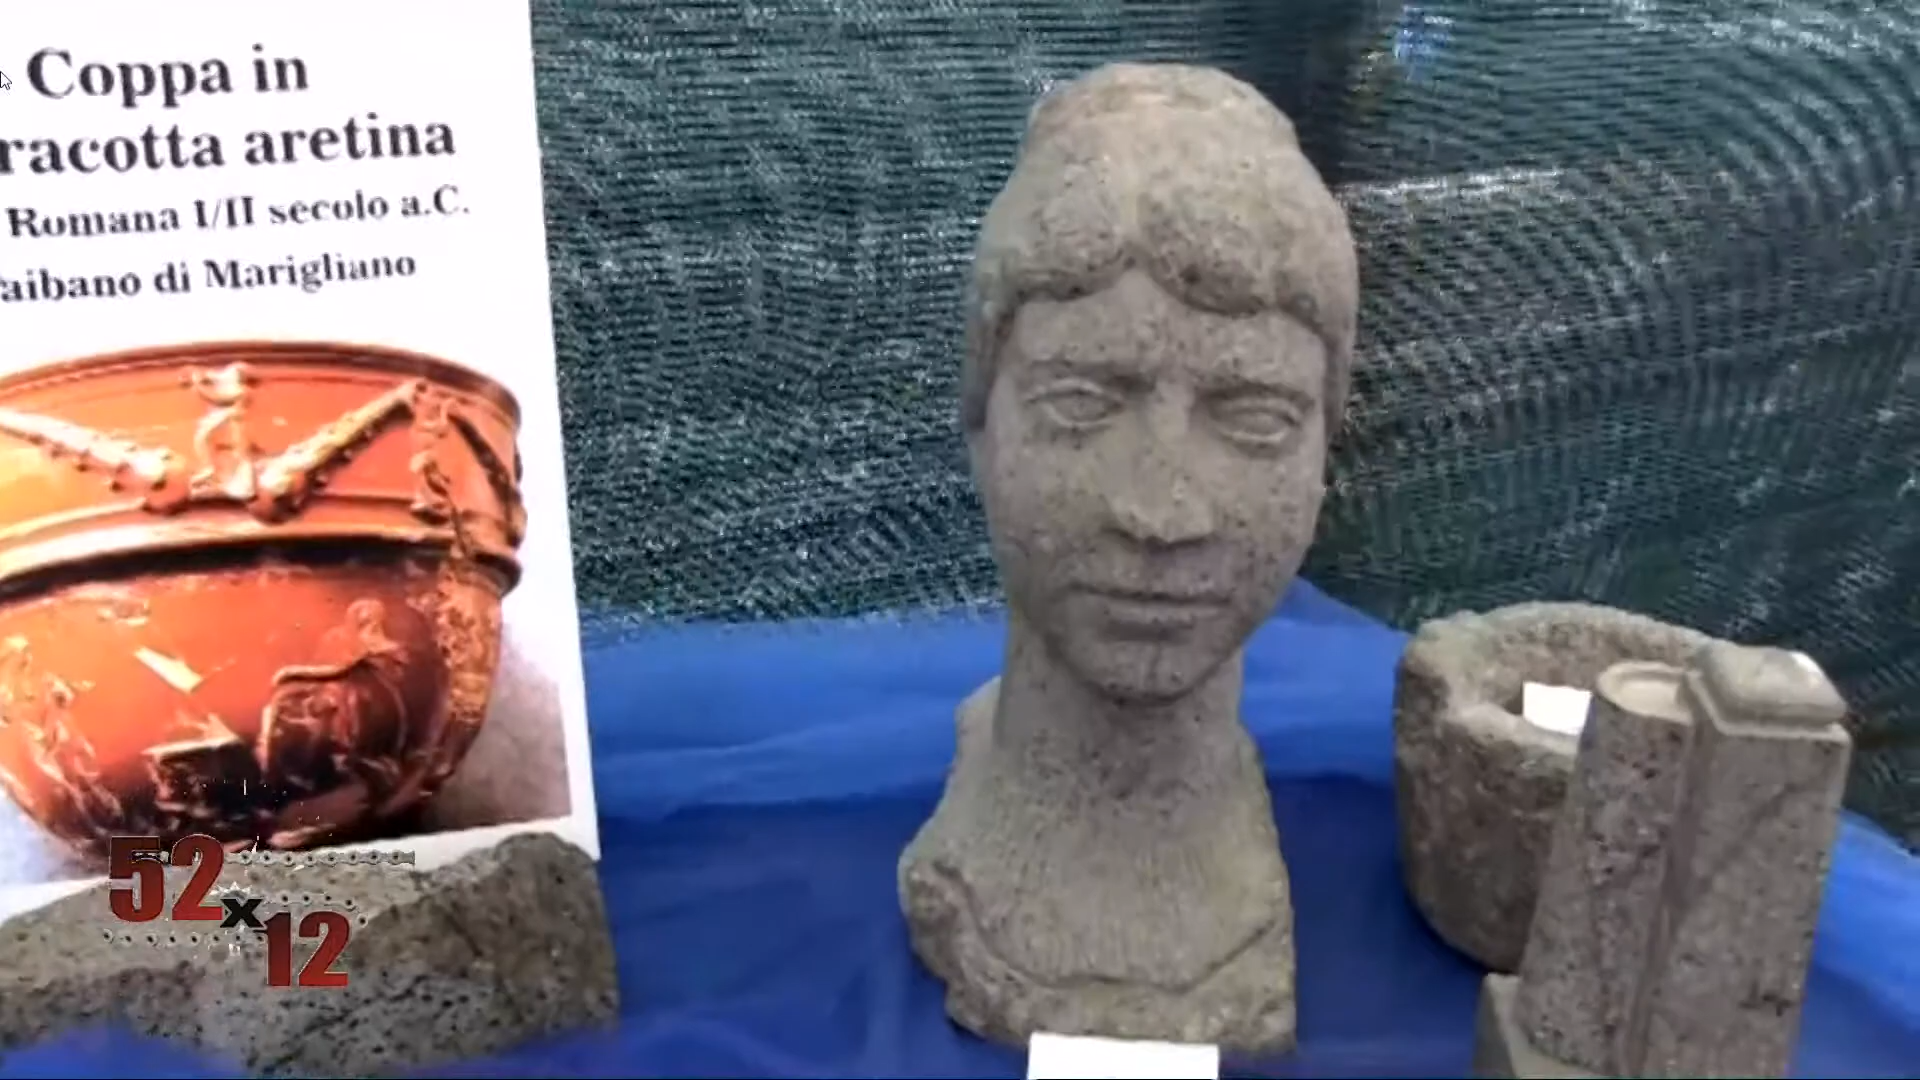 Coppa in
racotta aretina
Romana I/II secolo a.C.
aibano di Marigliano
52
x
12